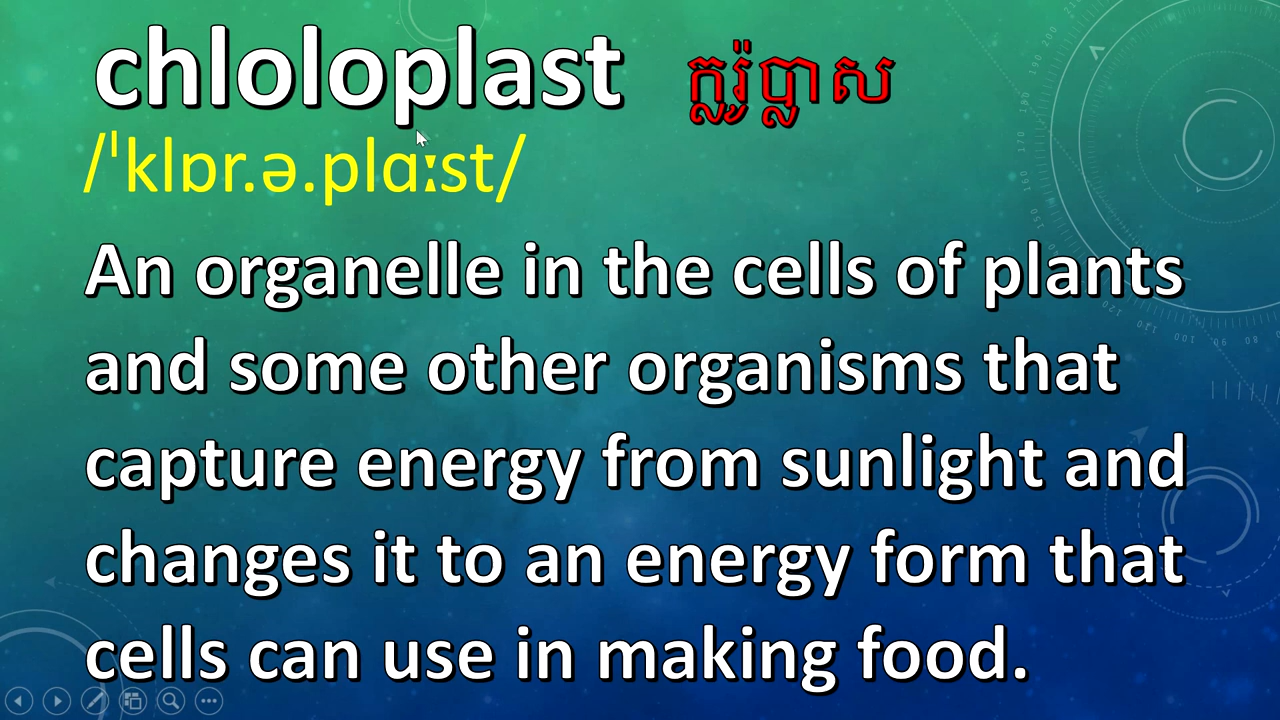 chloloplast ក្លរ៉ូប្លាស
/ˈklɒr.ə.plɑːst/
An organelle in the cells of plants
and some other organisms that
capture energy from sunlight and
changes it to an energy form that
cells can use in making food.